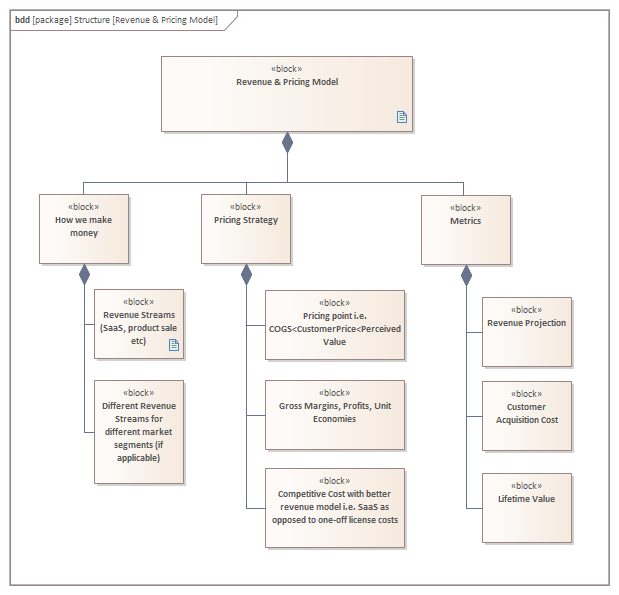 bdd [package] Structure [Revenue & Pricing Model]
«block»
Revenue & Pricing Model
«block»
How we make
money
«block»
Pricing Strategy
«block»
Metrics
«block»
Revenue Streams
(SaaS, product sale
etc)
«block»
Different Revenue
Streams for
different market
segments (if
applicable)
«block»
Pricing point i.e.
COGS<CustomerPrice<Perceived
Value
«block»
Gross Margins, Profits, Unit
Economies
«block»
Competitive Cost with better
revenue model i.e. SaaS as
opposed to one-off license costs
«block»
Revenue Projection
«block»
Customer
Acquisition Cost
«block»
Lifetime Value